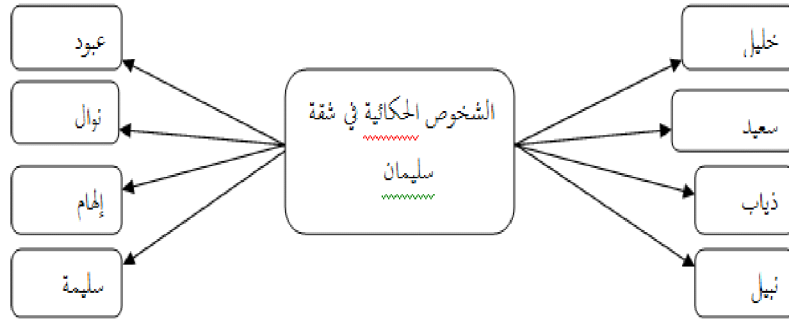 الشخوص الحكائية في شقة
سليمان
خليل
سعيد
ذياب
نبيل
عبود
نوال
إلهام
سليمة